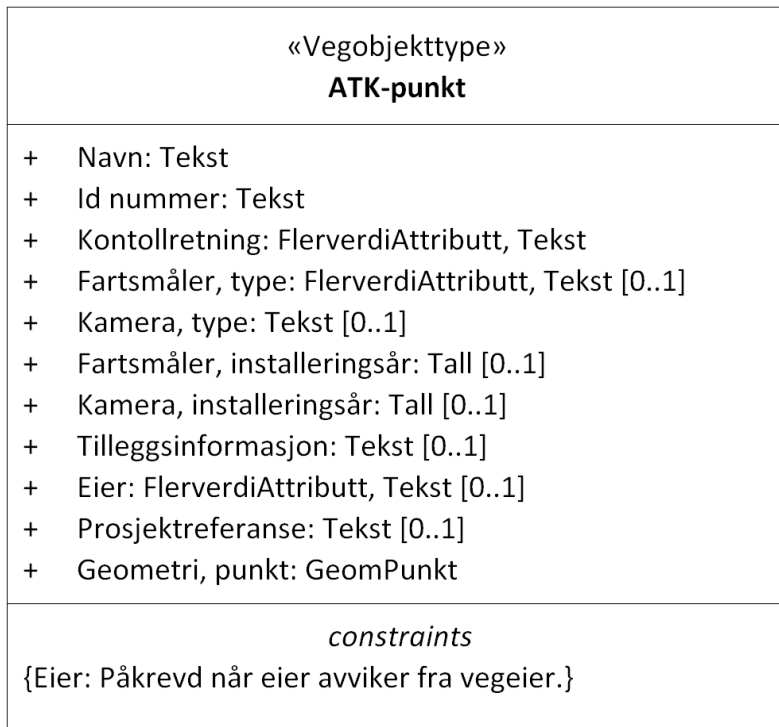 «Vegobjekttype»
ATK-punkt
+ Navn: Tekst
+ Id nummer: Tekst
+ Kontollretning: FlerverdiAttributt, Tekst
+ Fartsmåler, type: FlerverdiAttributt, Tekst [0..1]
+ Kamera, type: Tekst [0..1]
+ Fartsmåler, installeringsår: Tall [0..1]
+ Kamera, installeringsår: Tall [0..1]
+ Tilleggsinformasjon: Tekst [0..1]
+ Eier: FlerverdiAttributt, Tekst [0..1]
+ Prosjektreferanse: Tekst [0..1]
+ Geometri, punkt: GeomPunkt
constraints
{Eier: Påkrevd når eier avviker fra vegeier.}